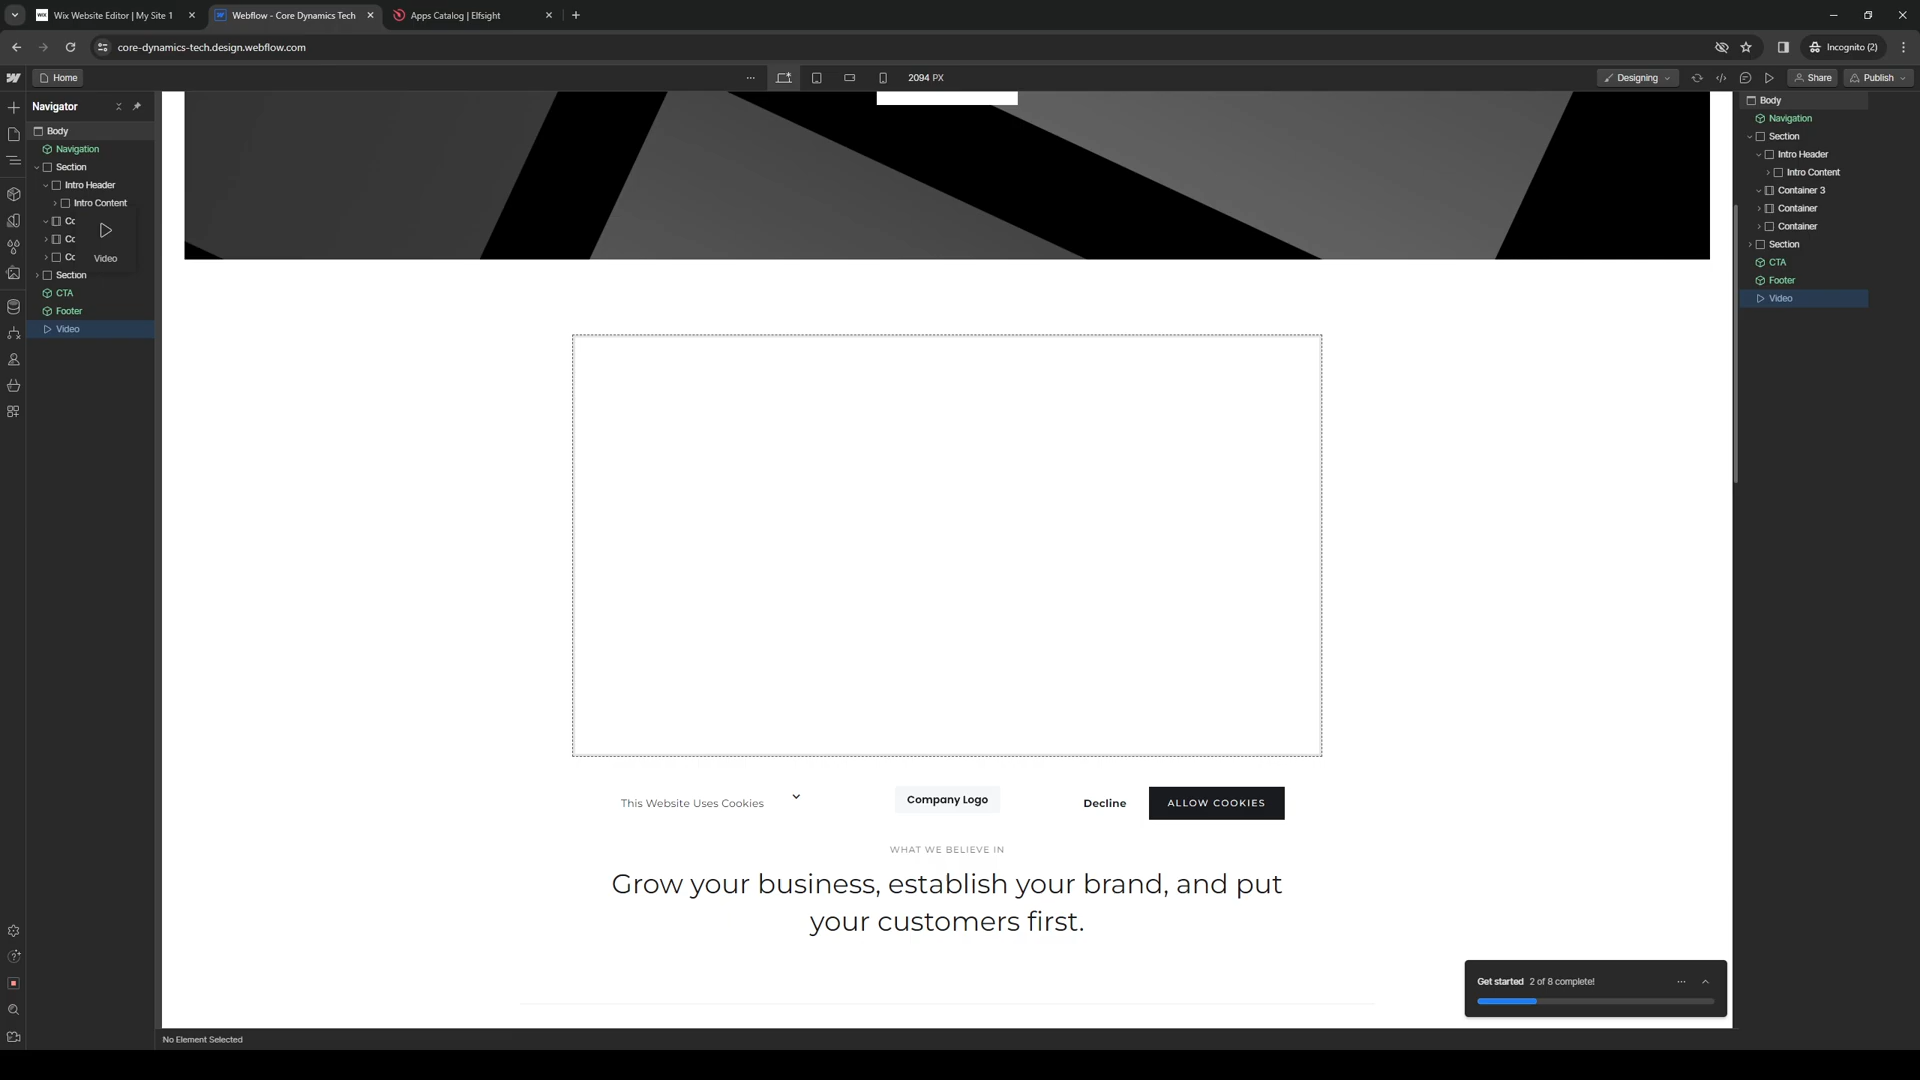 Wix Website Editor | My Site 1
Webflow - Core Dynamics Tech
Apps Catalog | Elfsight
core-dynamics-tech.design.webflow.com
Incognito (2)
Home
2094 PX
Designing
Share
Publish
Navigator
Body
Navigation
Section
Intro Header
Intro Content
Co
Co
Co
Video
Section
CTA
Footer
Video
This Website Uses Cookies
Company Logo
Decline
ALLOW COOKIES
WHAT WE BELIEVE IN
Grow your business, establish your brand, and put
your customers first.
Body
Navigation
Section
Intro Header
Intro Content
Container 3
Container
Container
Section
CTA
Footer
Video
Get started 2 of 8 complete!
No Element Selected